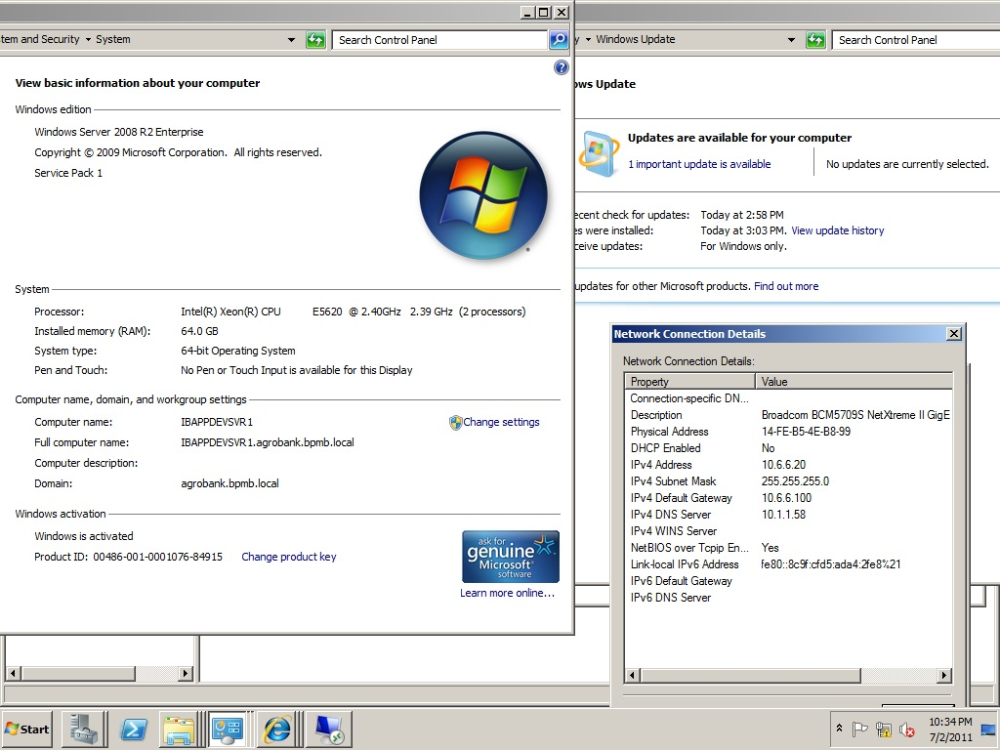 tem and Security
System
Search Control Panel
View basic information about your computer
Windows edition
Windows Server 2008 R2 Enterprise
Copyright © 2009 Microsoft Corporation. All rights reserved.
Service Pack 1
System
Processor: Intel(R) Xeon(R) CPU E5620 @ 2.40GHz 2.39 GHz (2 processors)
Installed memory (RAM): 64.0 GB
System type: 64-bit Operating System
Pen and Touch: No Pen or Touch Input is available for this Display
Computer name, domain, and workgroup settings
Computer name: IBAPPDEVSVR1
Change settings
Full computer name: IBAPPDEVSVR1.agrobank.bpmb.local
Computer description:
Domain: agrobank.bpmb.local
Windows activation
Windows is activated
Product ID: 00486-001-0001076-84915 Change product key
ask for
genuine
Microsoft
software
Learn more online...
y
Windows Update
Search Control Panel
ows Update
Updates are available for your computer
1 important update is available
No updates are currently selected.
ecent check for updates: Today at 2:58 PM
es were installed: Today at 3:03 PM. View update history
ceive updates: For Windows only.
updates for other Microsoft products. Find out more
Network Connection Details
Network Connection Details:
Property Value
Connection-specific DN...
Description Broadcom BCM5709S NetXtreme II GigE
Physical Address 14-FE-B5-4E-B8-99
DHCP Enabled No
IPv4 Address 10.6.6.20
IPv4 Subnet Mask 255.255.255.0
IPv4 Default Gateway 10.6.6.100
IPv4 DNS Server 10.1.1.58
IPv4 WINS Server
NetBIOS over Tcpip En... Yes
Link-local IPv6 Address fe80::8c9f:cfd5:ada4:2fe8%21
IPv6 Default Gateway
IPv6 DNS Server
Start
10:34 PM
7/2/2011